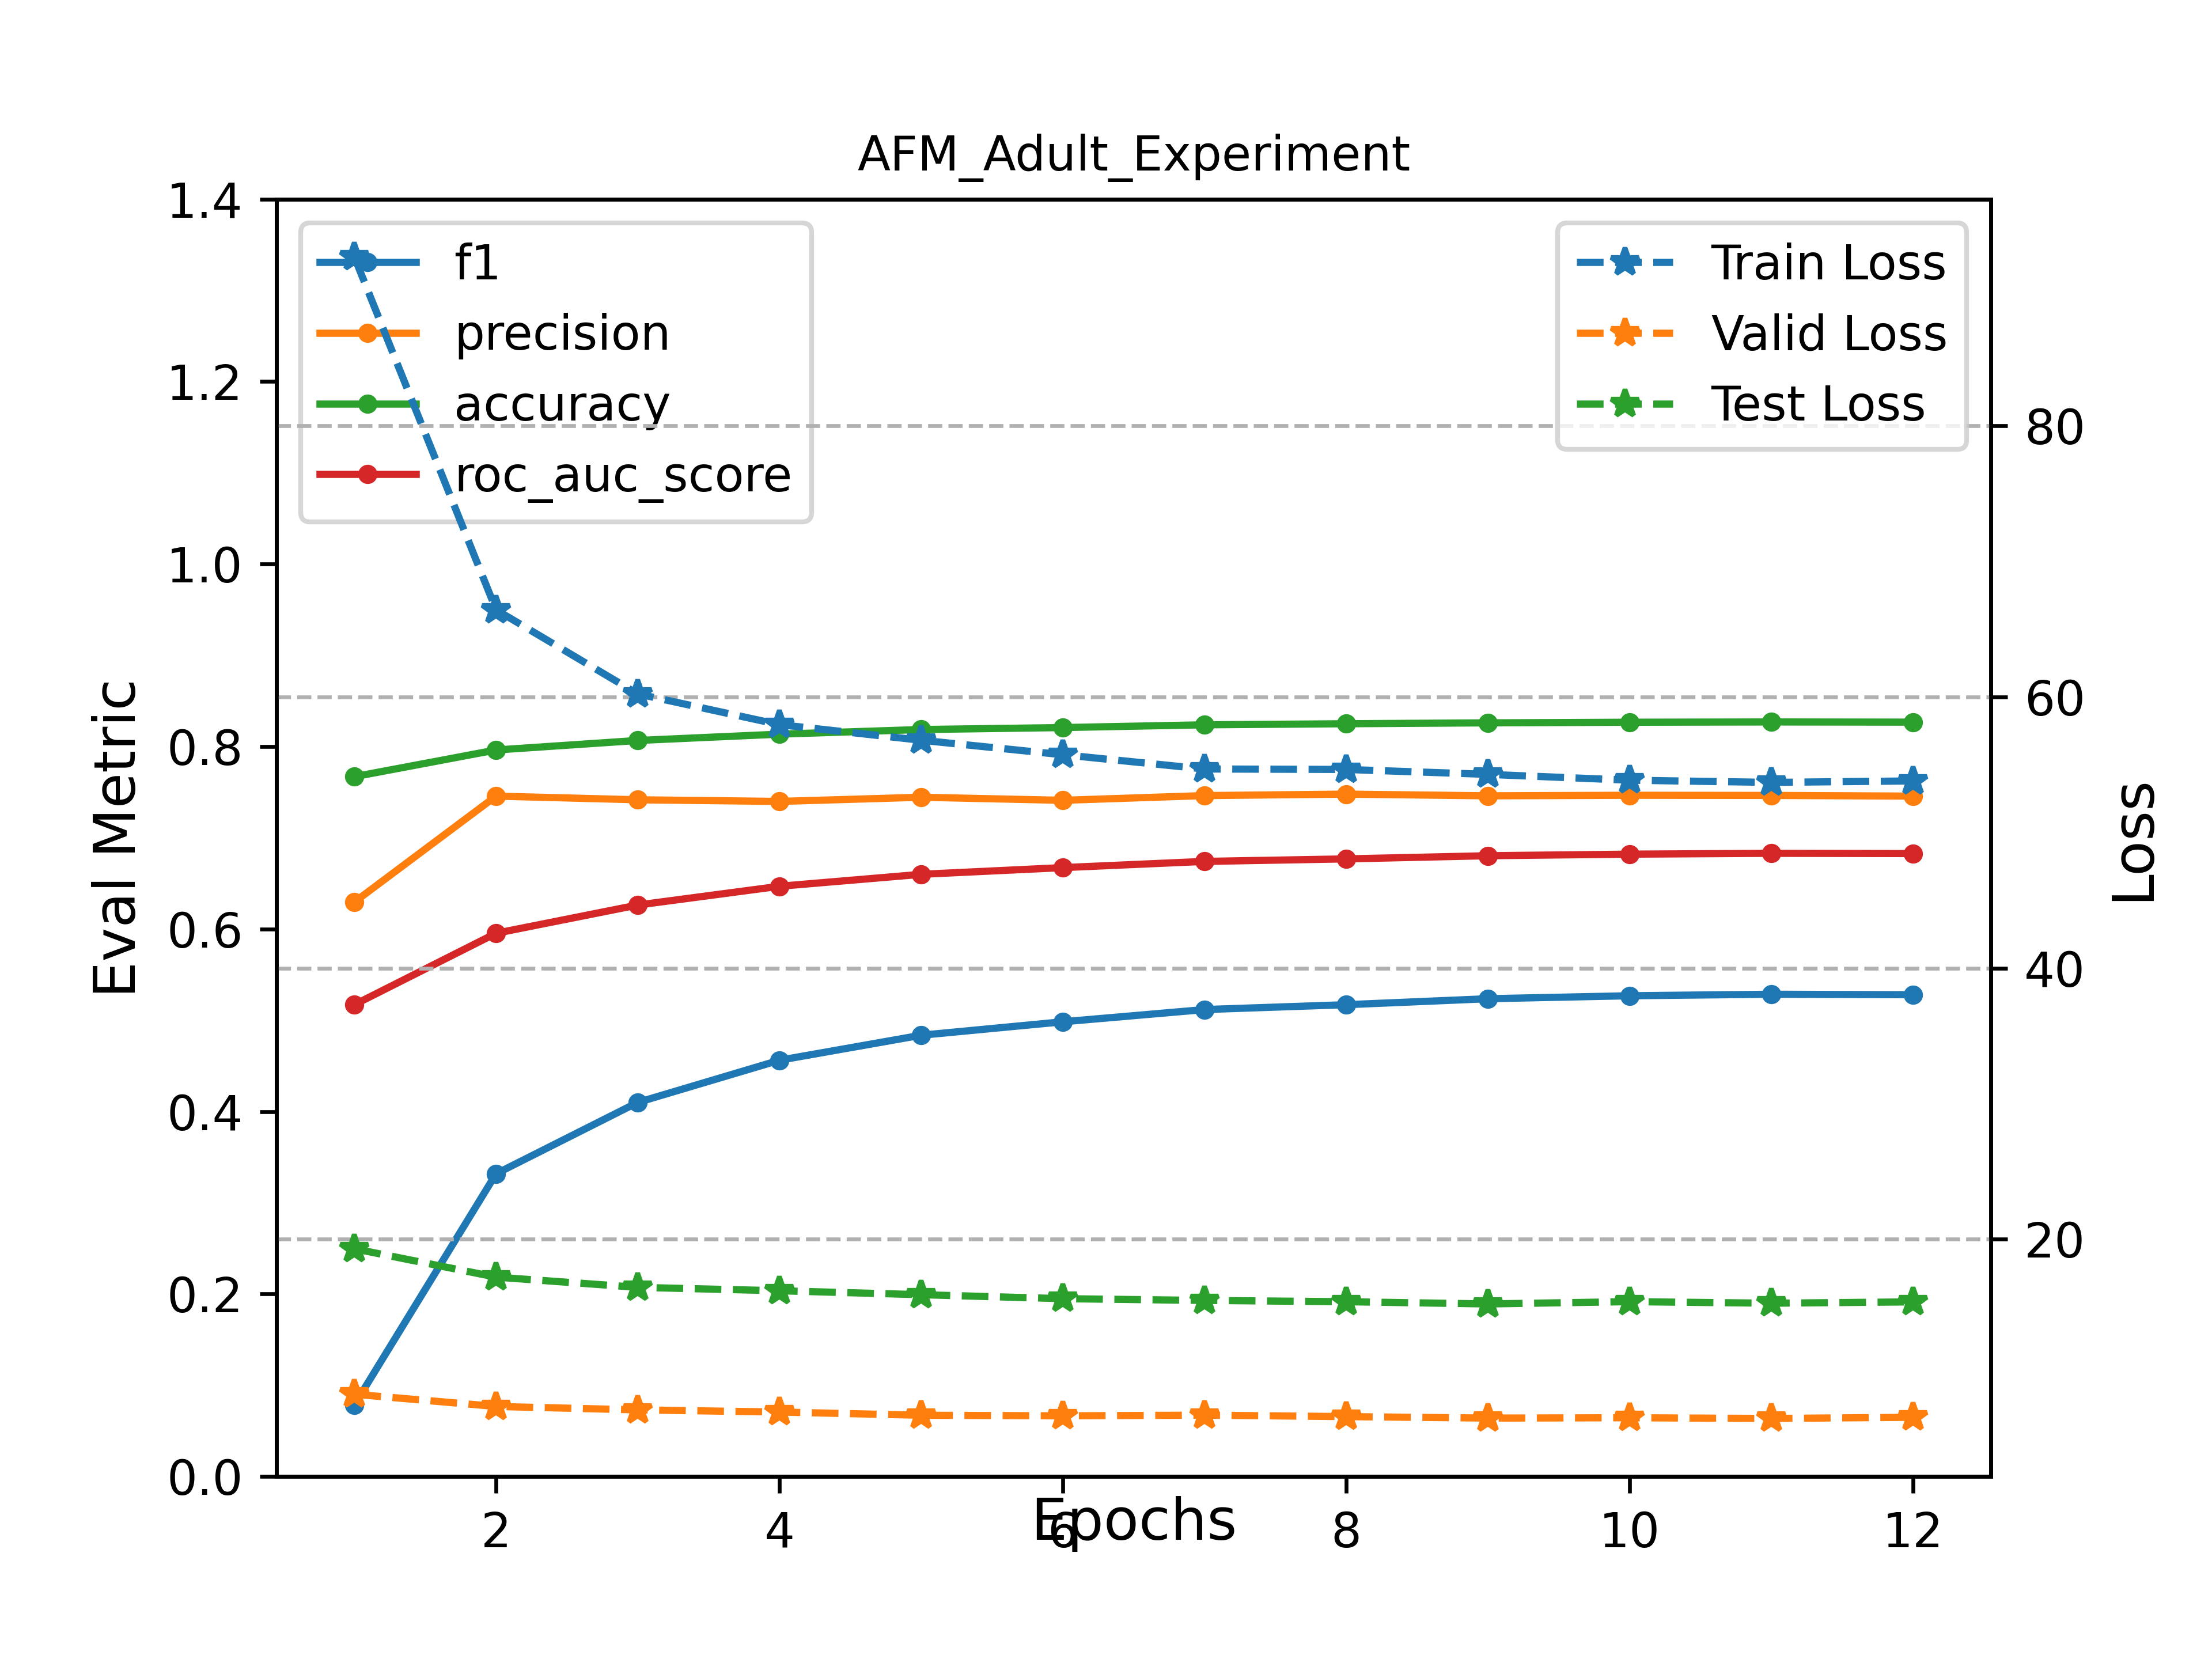 AFM_Adult_Experiment
f1
precision
accuracy
roc_auc_score
Train Loss
Valid Loss
Test Loss
1.4
1.2
1.0
0.8
0.6
0.4
0.2
0.0
Eval Metric
80
60
40
20
Loss
2 4 6 8 10 12
Epochs